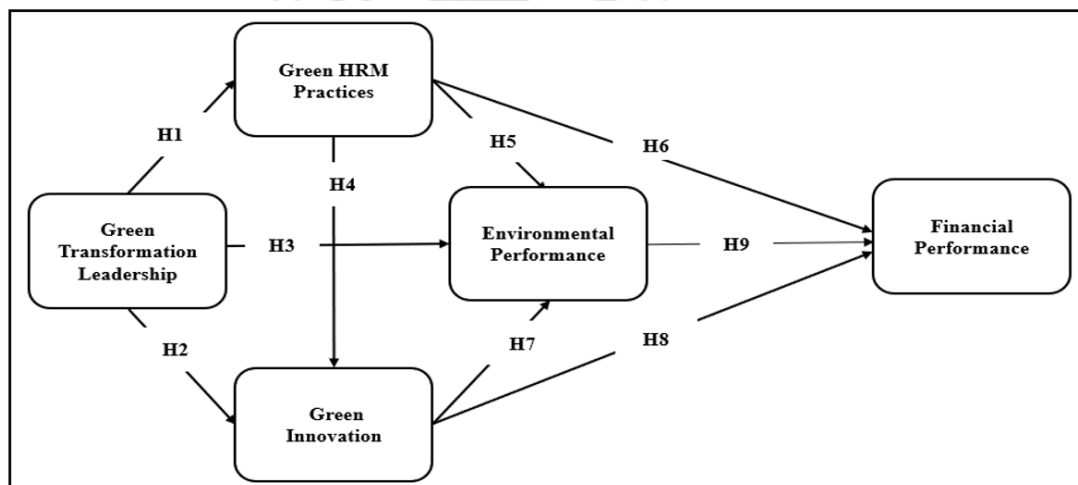 Green HRM
Practices
H1
H5
H6
H4
Green
Transformation
Leadership
H3
Environmental
Performance
H9
Financial
Performance
H2
H7
H8
Green
Innovation